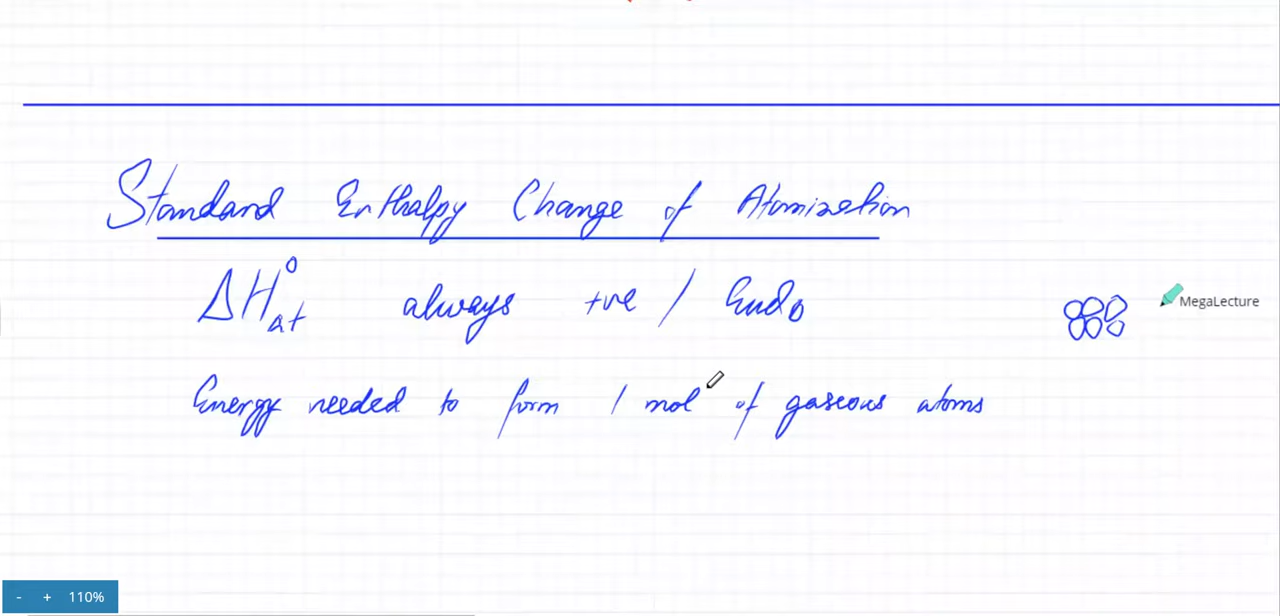 Standard Enthalpy Change of Atomization
ΔH°at always +ve / Endo
MegaLecture
Energy needed to form 1 mol of gaseous atoms
- + 110%